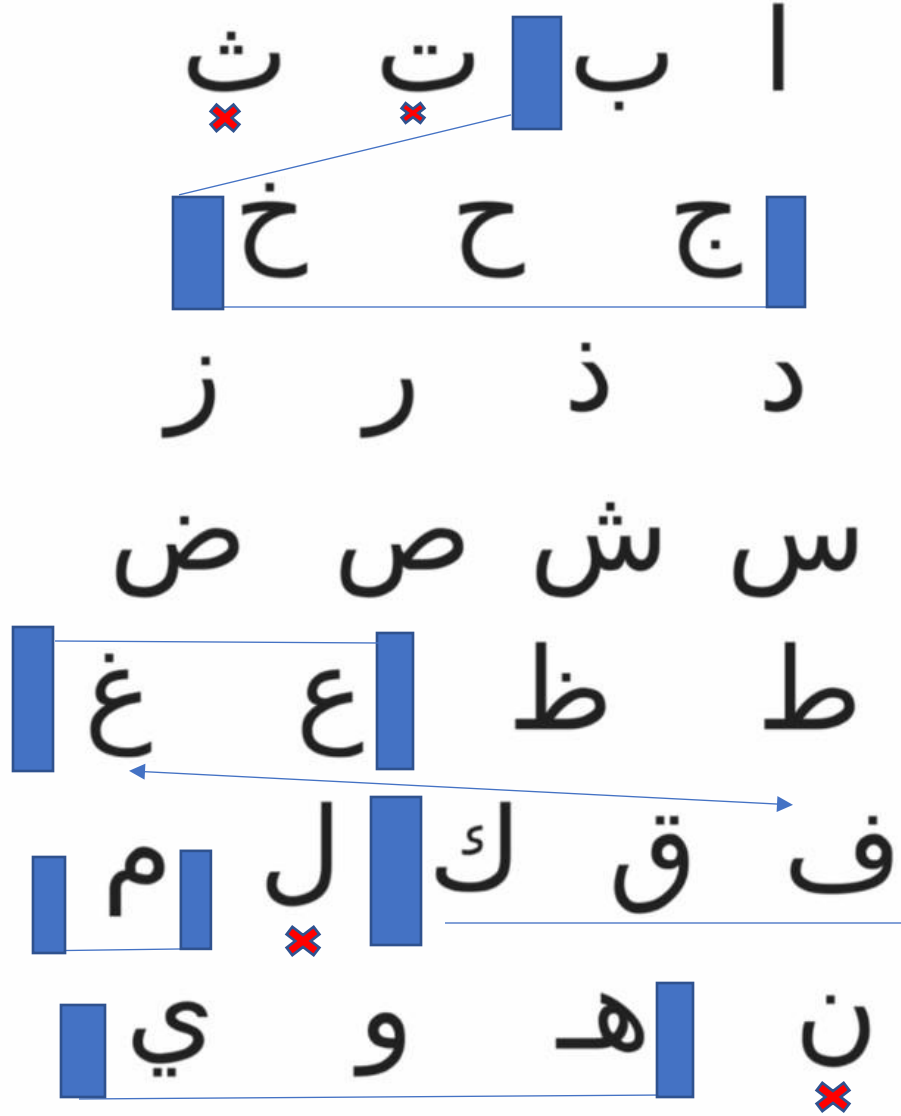 ا ب ت ث
ج ح خ
د ذ ر ز
س ش ص ض
ط ظ ع غ
ف ق ك ل م
ن هـ و ي